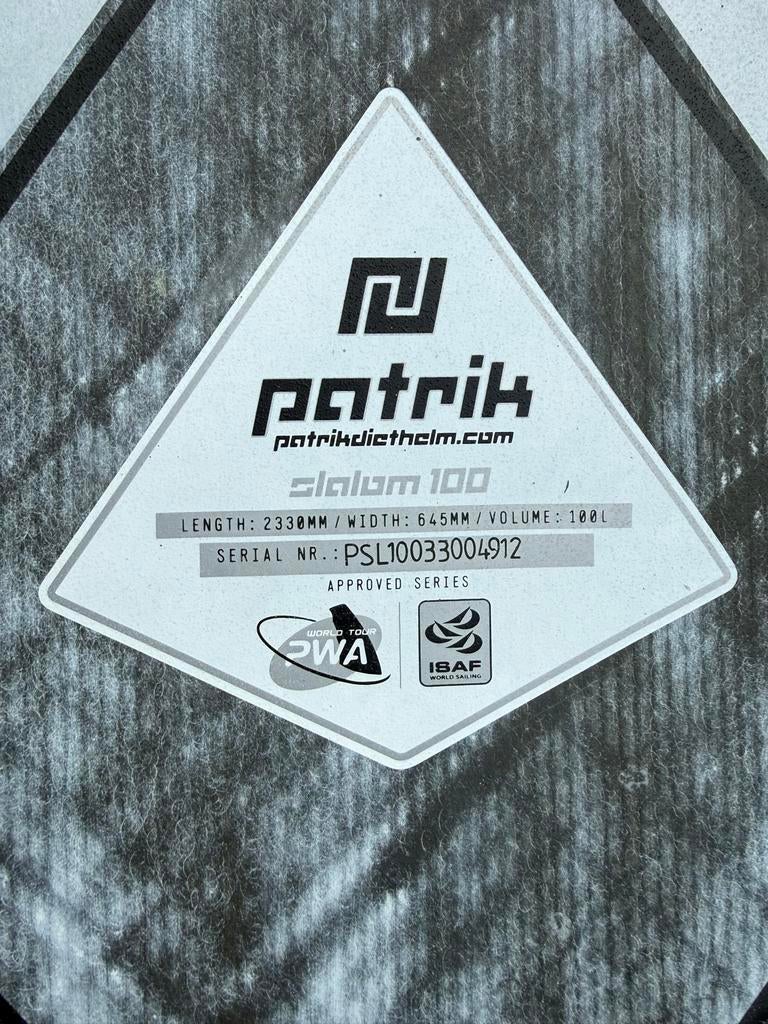 patrik
patrikdiethelm.com
slalom 100
LENGTH: 2330MM / WIDTH: 645MM / VOLUME: 100L
SERIAL NR.: PSL10033004912
APPROVED SERIES
WORLD TOUR
PWA
ISAF
WORLD SAILING